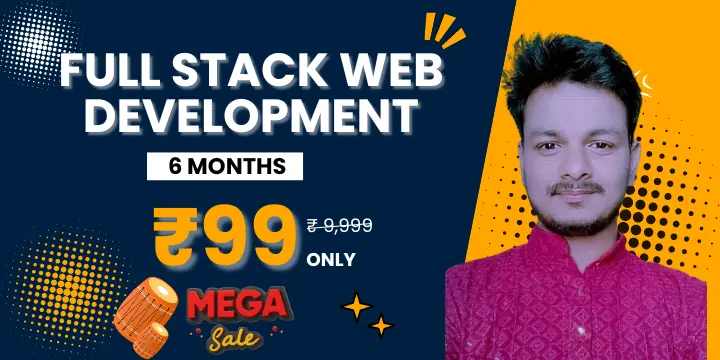 FULL STACK WEB
DEVELOPMENT
6 MONTHS
₹99
₹ 9,999
ONLY
MEGA
Sale